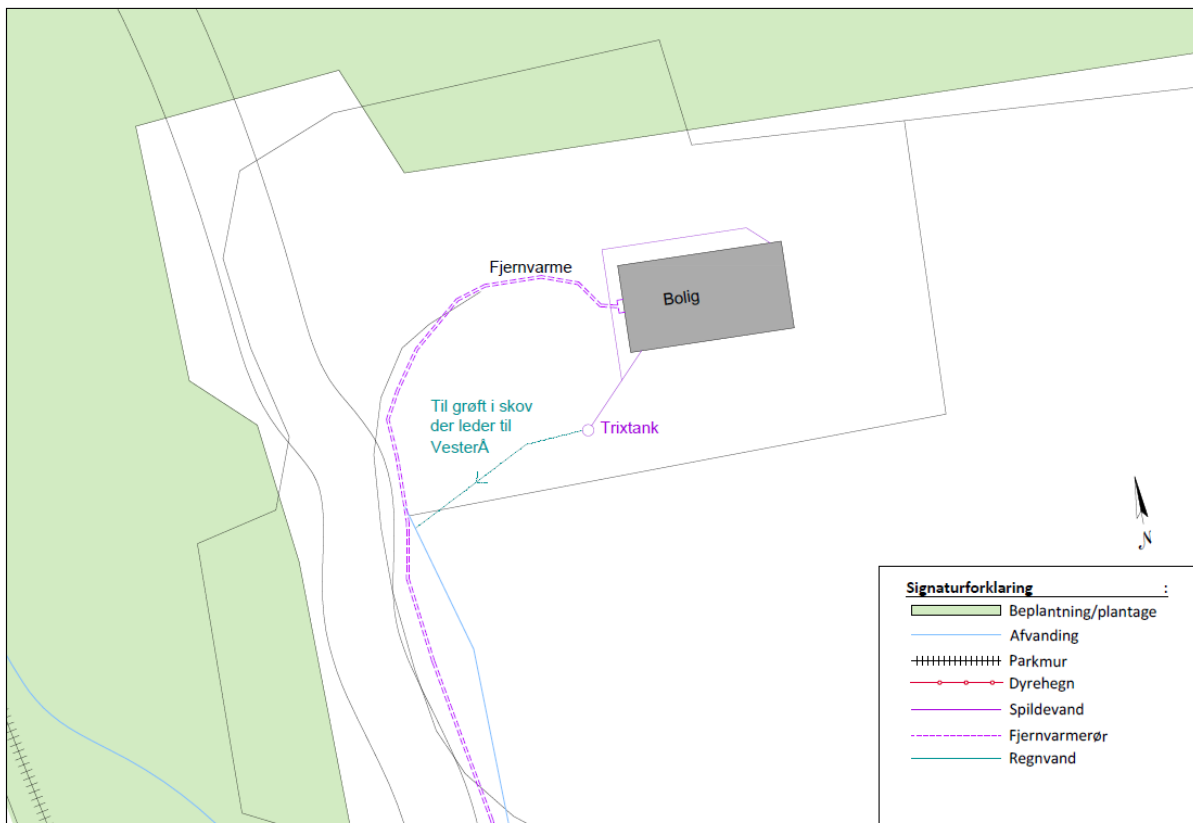 Fjernvarme
Bolig
Til grøft i skov
der leder til
VesterÅ
Trixtank
N
Signaturforklaring :
Beplantning/plantage
Afvanding
Parkmur
Dyrehegn
Spildevand
Fjernvarmerør
Regnvand